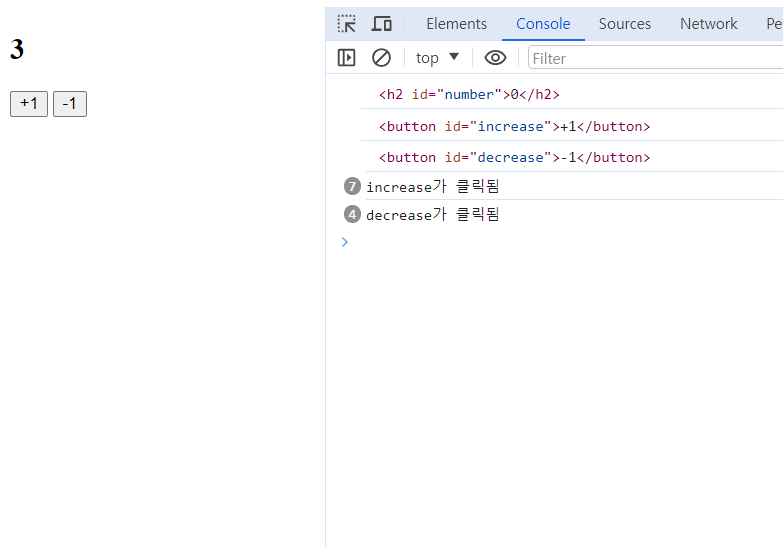 3
+1 -1
Elements Console Sources Network Pe
top ▼ Filter
<h2 id="number">0</h2>
<button id="increase">+1</button>
<button id="decrease">-1</button>
7 increase가 클릭됨
4 decrease가 클릭됨
>